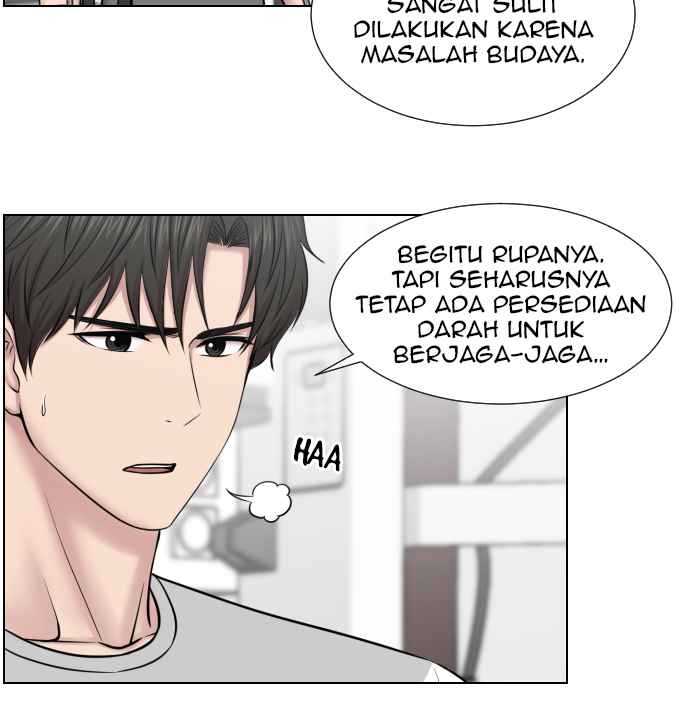 SANGAT SULIT
DILAKUKAN KARENA
MASALAH BUDAYA.
BEGITU RUPANYA.
TAPI SEHARUSNYA
TETAP ADA PERSEDIAAN
DARAH UNTUK
BERJAGA-JAGA...
HAA